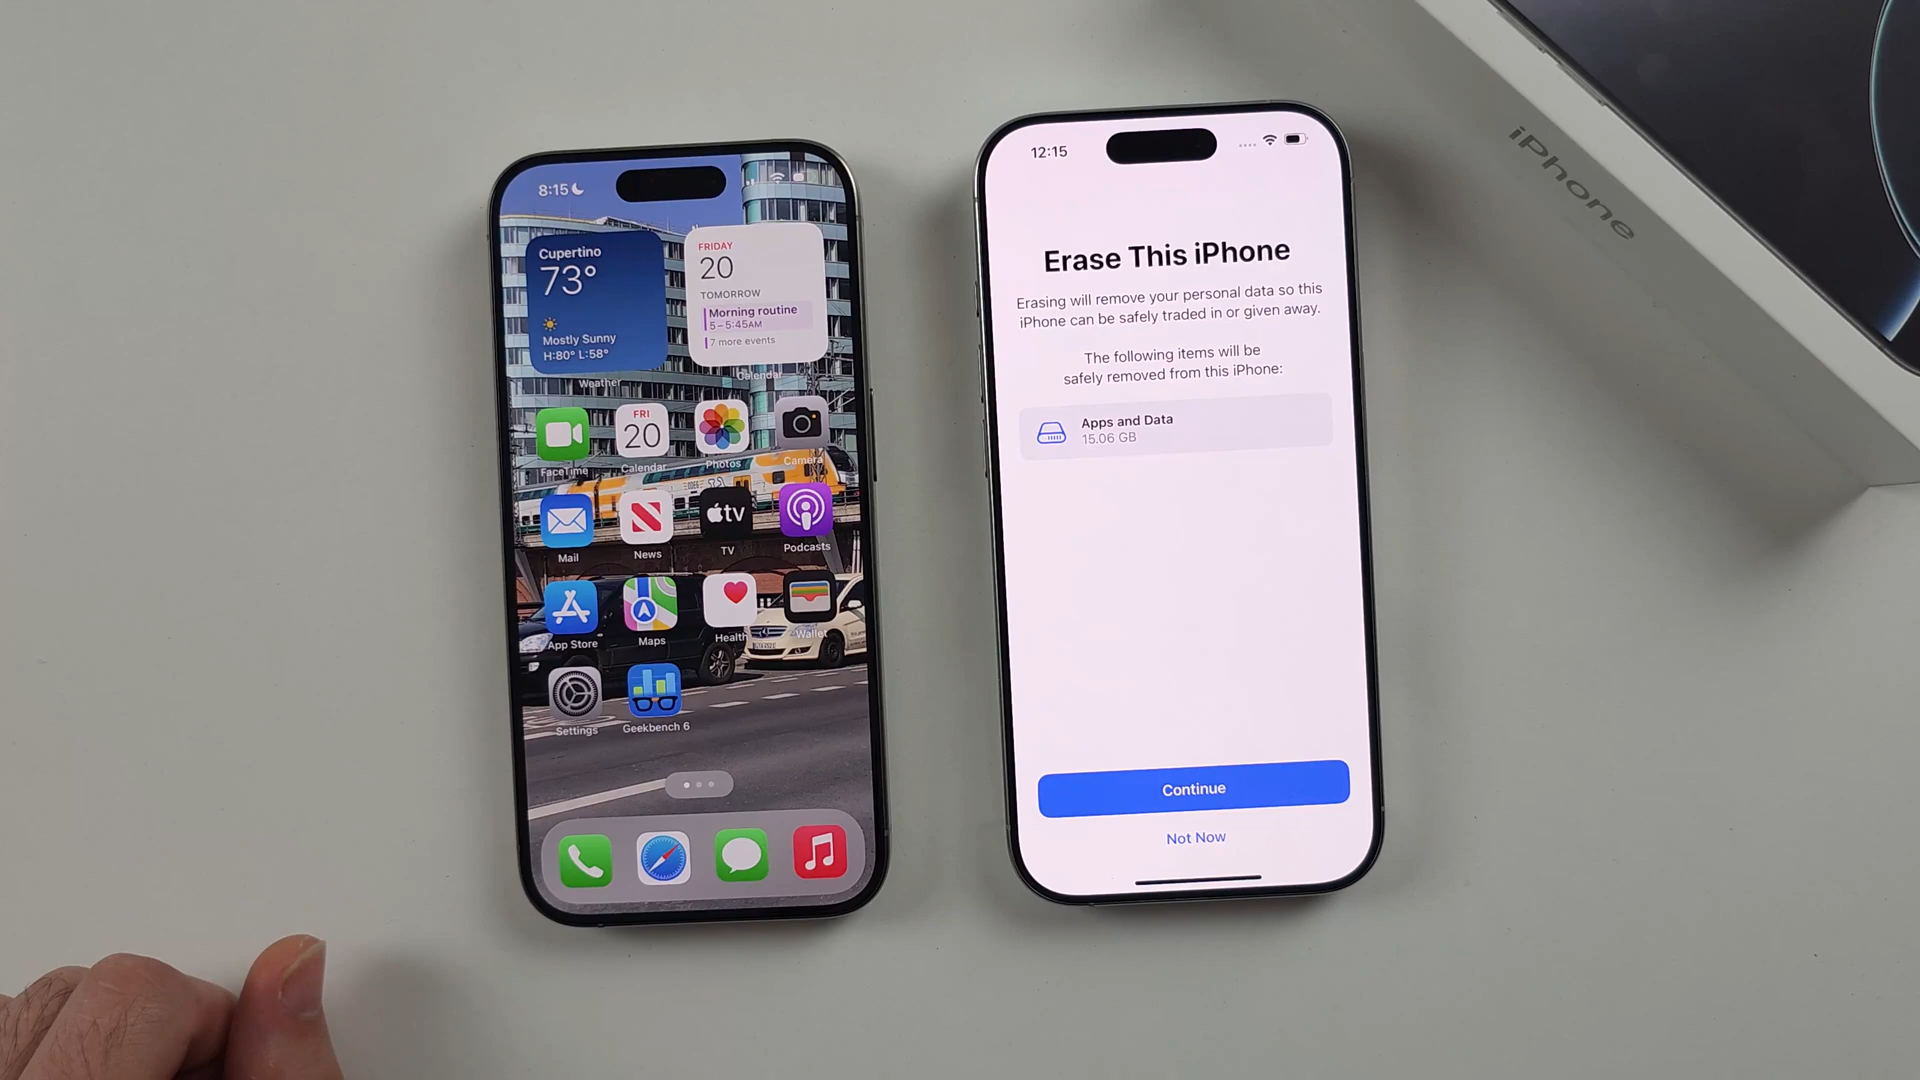 8:15
Cupertino
73°
Mostly Sunny
H:80° L:58°
Weather
FRIDAY
20
TOMORROW
Morning routine
5–5:45AM
7 more events
Calendar
FaceTime
FRI
20
Calendar
Photos
Camera
Mail
News
tv
TV
Podcasts
App Store
Maps
Health
Wallet
Settings
Geekbench 6
12:15
Erase This iPhone
Erasing will remove your personal data so this
iPhone can be safely traded in or given away.
The following items will be
safely removed from this iPhone:
Apps and Data
15.06 GB
Continue
Not Now
iPhone